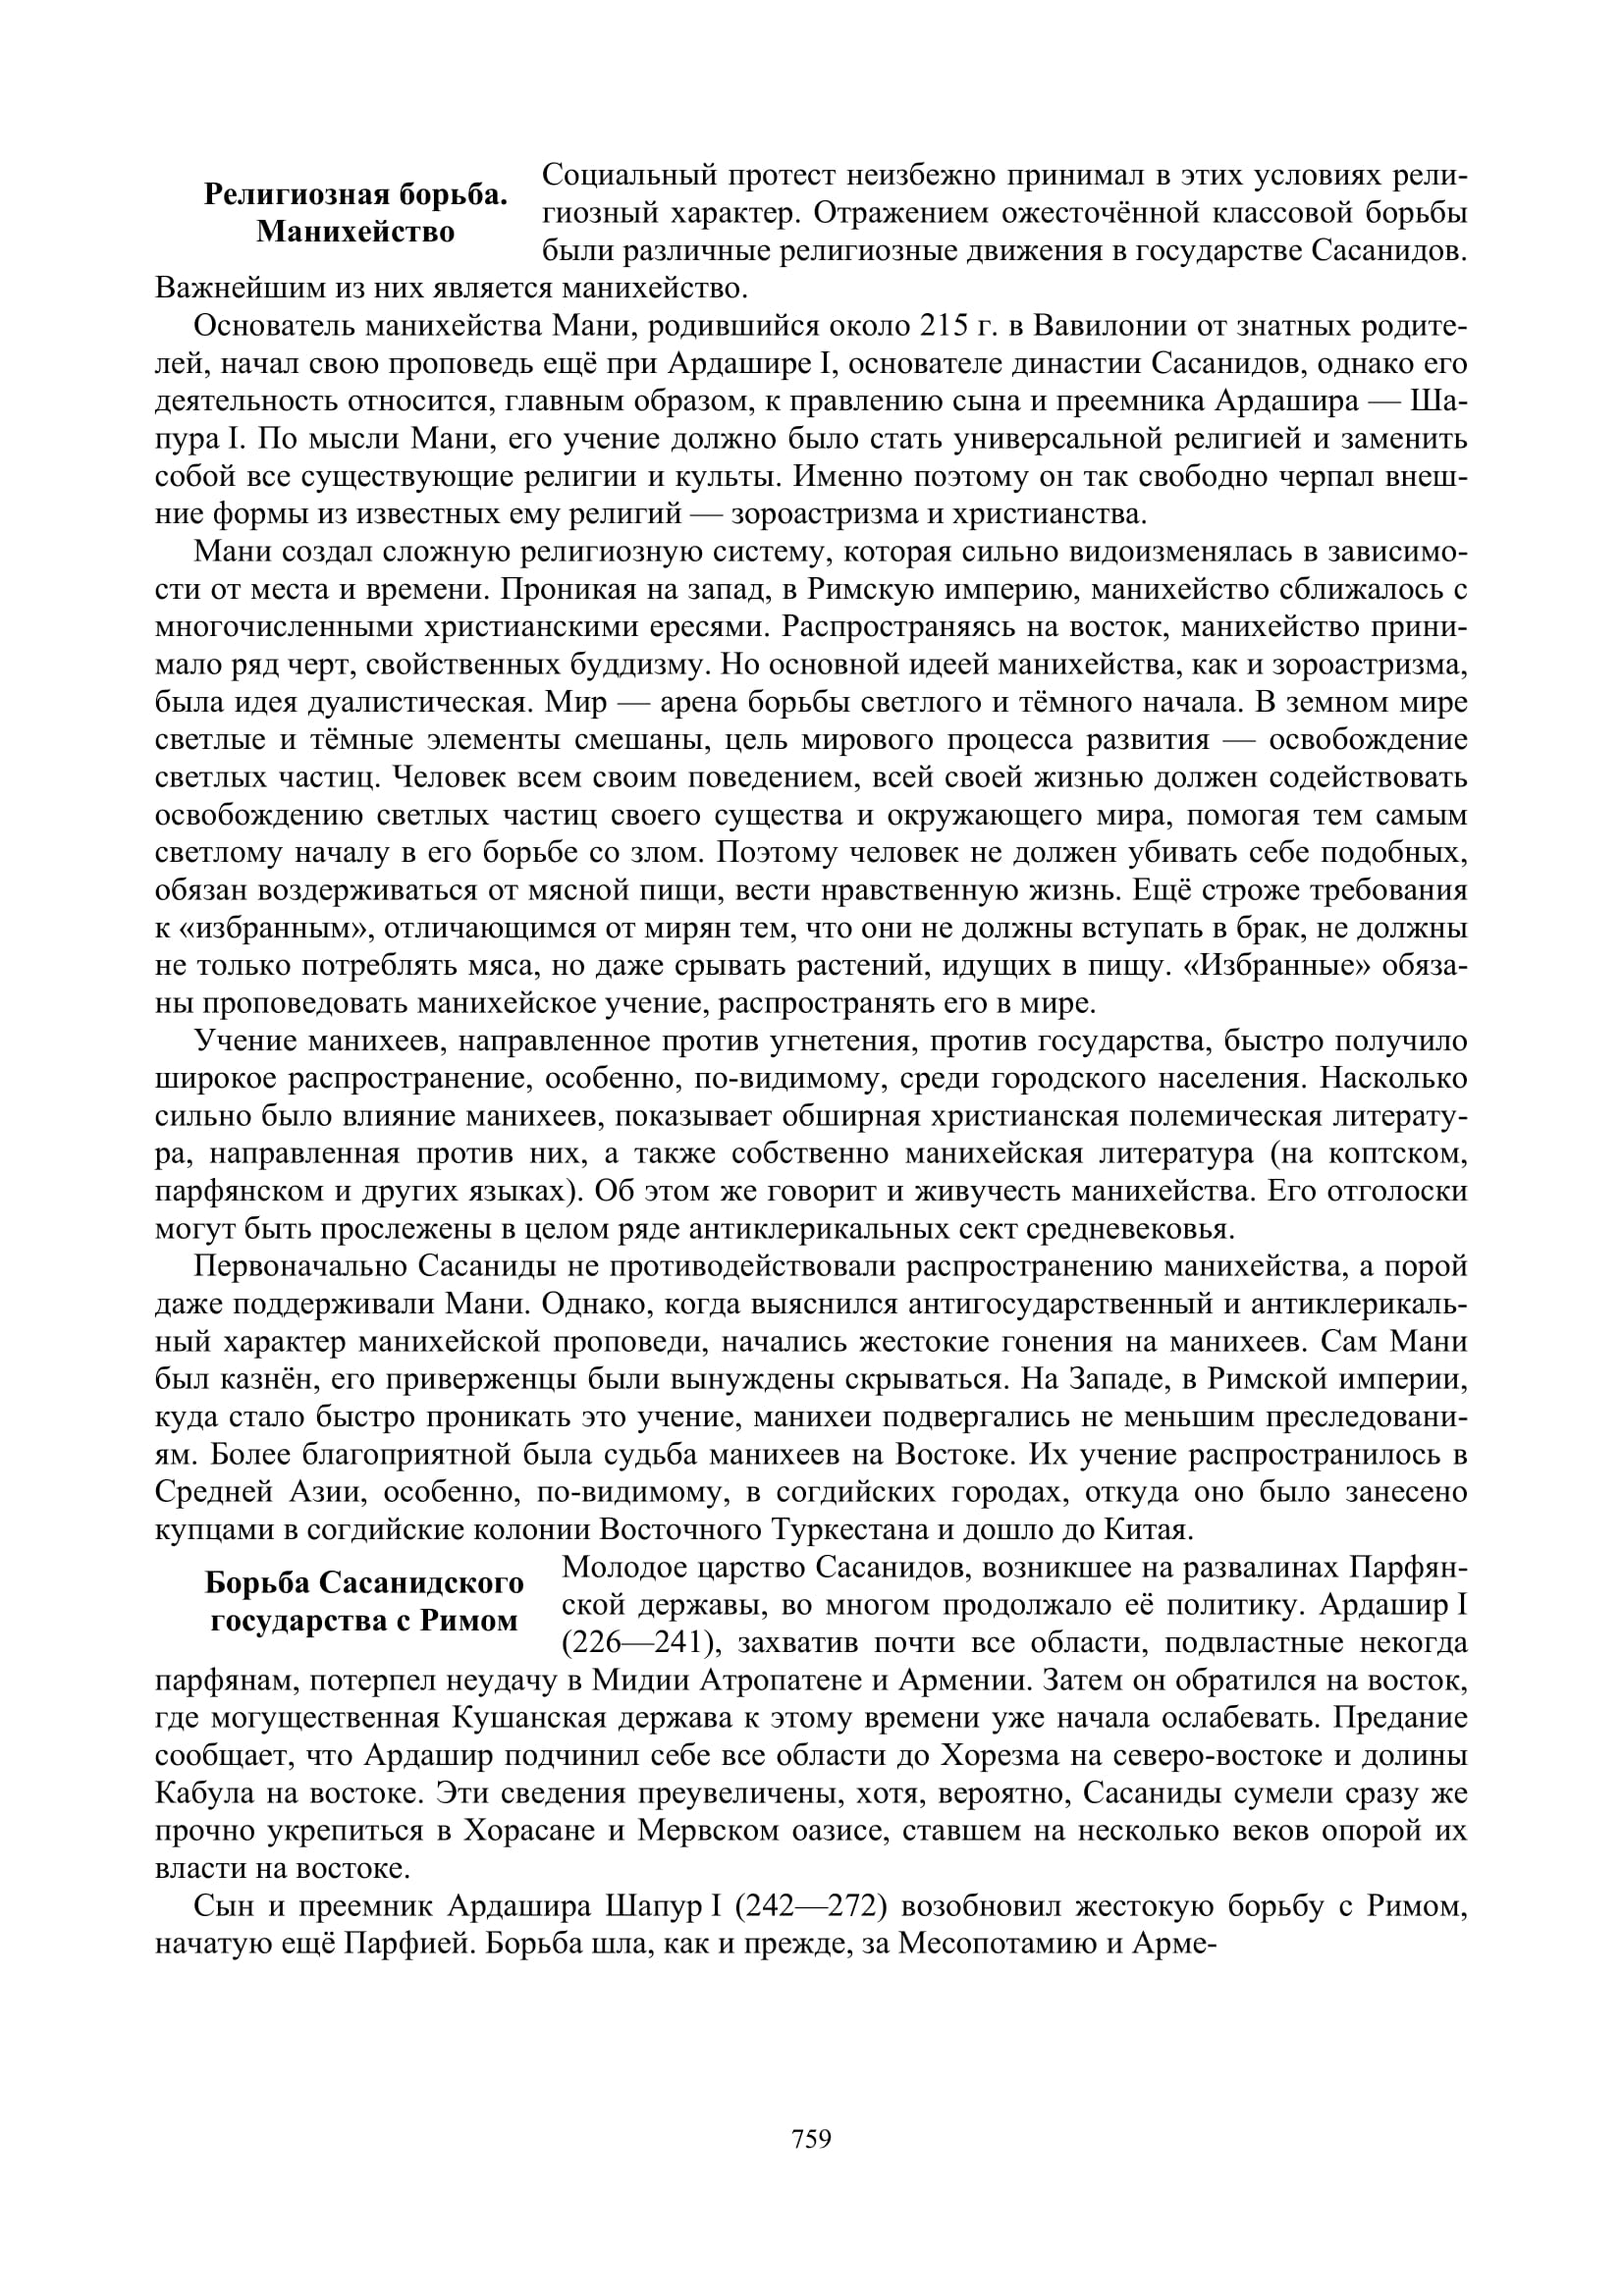 Религиозная борьба.
Манихейство
Социальный протест неизбежно принимал в этих условиях рели-
гиозный характер. Отражением ожесточённой классовой борьбы
были различные религиозные движения в государстве Сасанидов.
Важнейшим из них является манихейство.
Основатель манихейства Мани, родившийся около 215 г. в Вавилонии от знатных родите-
лей, начал свою проповедь ещё при Ардашире I, основателе династии Сасанидов, однако его
деятельность относится, главным образом, к правлению сына и преемника Ардашира — Ша-
пура I. По мысли Мани, его учение должно было стать универсальной религией и заменить
собой все существующие религии и культы. Именно поэтому он так свободно черпал внеш-
ние формы из известных ему религий — зороастризма и христианства.
Мани создал сложную религиозную систему, которая сильно видоизменялась в зависимо-
сти от места и времени. Проникая на запад, в Римскую империю, манихейство сближалось с
многочисленными христианскими ересями. Распространяясь на восток, манихейство прини-
мало ряд черт, свойственных буддизму. Но основной идеей манихейства, как и зороастризма,
была идея дуалистическая. Мир — арена борьбы светлого и тёмного начала. В земном мире
светлые и тёмные элементы смешаны, цель мирового процесса развития — освобождение
светлых частиц. Человек всем своим поведением, всей своей жизнью должен содействовать
освобождению светлых частиц своего существа и окружающего мира, помогая тем самым
светлому началу в его борьбе со злом. Поэтому человек не должен убивать себе подобных,
обязан воздерживаться от мясной пищи, вести нравственную жизнь. Ещё строже требования
к «избранным», отличающимся от мирян тем, что они не должны вступать в брак, не должны
не только потреблять мяса, но даже срывать растений, идущих в пищу. «Избранные» обяза-
ны проповедовать манихейское учение, распространять его в мире.
Учение манихеев, направленное против угнетения, против государства, быстро получило
широкое распространение, особенно, по-видимому, среди городского населения. Насколько
сильно было влияние манихеев, показывает обширная христианская полемическая литерату-
ра, направленная против них, а также собственно манихейская литература (на коптском,
парфянском и других языках). Об этом же говорит и живучесть манихейства. Его отголоски
могут быть прослежены в целом ряде антиклерикальных сект средневековья.
Первоначально Сасаниды не противодействовали распространению манихейства, а порой
даже поддерживали Мани. Однако, когда выяснился антигосударственный и антиклерикаль-
ный характер манихейской проповеди, начались жестокие гонения на манихеев. Сам Мани
был казнён, его приверженцы были вынуждены скрываться. На Западе, в Римской империи,
куда стало быстро проникать это учение, манихеи подвергались не меньшим преследовани-
ям. Более благоприятной была судьба манихеев на Востоке. Их учение распространилось в
Средней Азии, особенно, по-видимому, в согдийских городах, откуда оно было занесено
купцами в согдийские колонии Восточного Туркестана и дошло до Китая.
Борьба Сасанидского
государства с Римом
Молодое царство Сасанидов, возникшее на развалинах Парфян-
ской державы, во многом продолжало её политику. Ардашир I
(226—241), захватив почти все области, подвластные некогда
парфянам, потерпел неудачу в Мидии Атропатене и Армении. Затем он обратился на восток,
где могущественная Кушанская держава к этому времени уже начала ослабевать. Предание
сообщает, что Ардашир подчинил себе все области до Хорезма на северо-востоке и долины
Кабула на востоке. Эти сведения преувеличены, хотя, вероятно, Сасаниды сумели сразу же
прочно укрепиться в Хорасане и Мервском оазисе, ставшем на несколько веков опорой их
власти на востоке.
Сын и преемник Ардашира Шапур I (242—272) возобновил жестокую борьбу с Римом,
начатую ещё Парфией. Борьба шла, как и прежде, за Месопотамию и Арме-
759